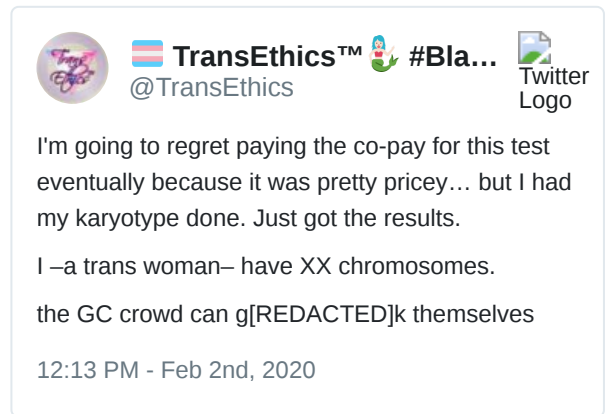 TransEthics™🧜🏻‍♀️ #Bla…
@TransEthics
Twitter
Logo
Trans
Ethics
I'm going to regret paying the co-pay for this test
eventually because it was pretty pricey… but I had
my karyotype done. Just got the results.
I –a trans woman– have XX chromosomes.
the GC crowd can g[REDACTED]k themselves
12:13 PM - Feb 2nd, 2020